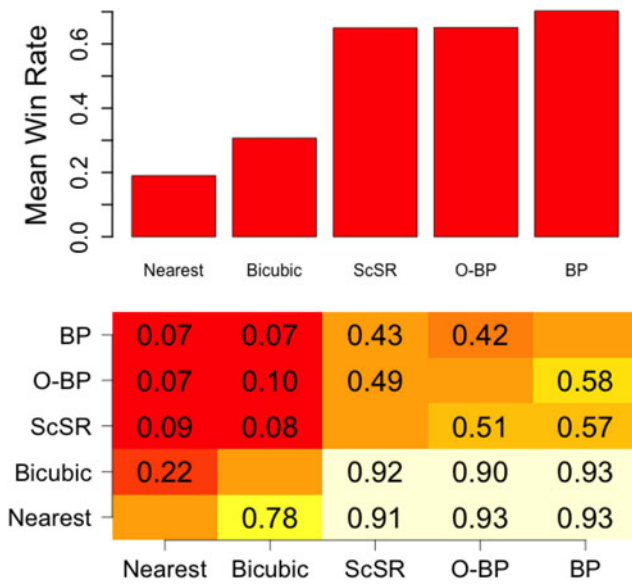 Mean Win Rate
0.6
0.4
0.2
0.0
Nearest Bicubic ScSR O-BP BP
BP 0.07 0.07 0.43 0.42
O-BP 0.07 0.10 0.49 0.58
ScSR 0.09 0.08 0.51 0.57
Bicubic 0.22 0.92 0.90 0.93
Nearest 0.78 0.91 0.93 0.93
Nearest Bicubic ScSR O-BP BP